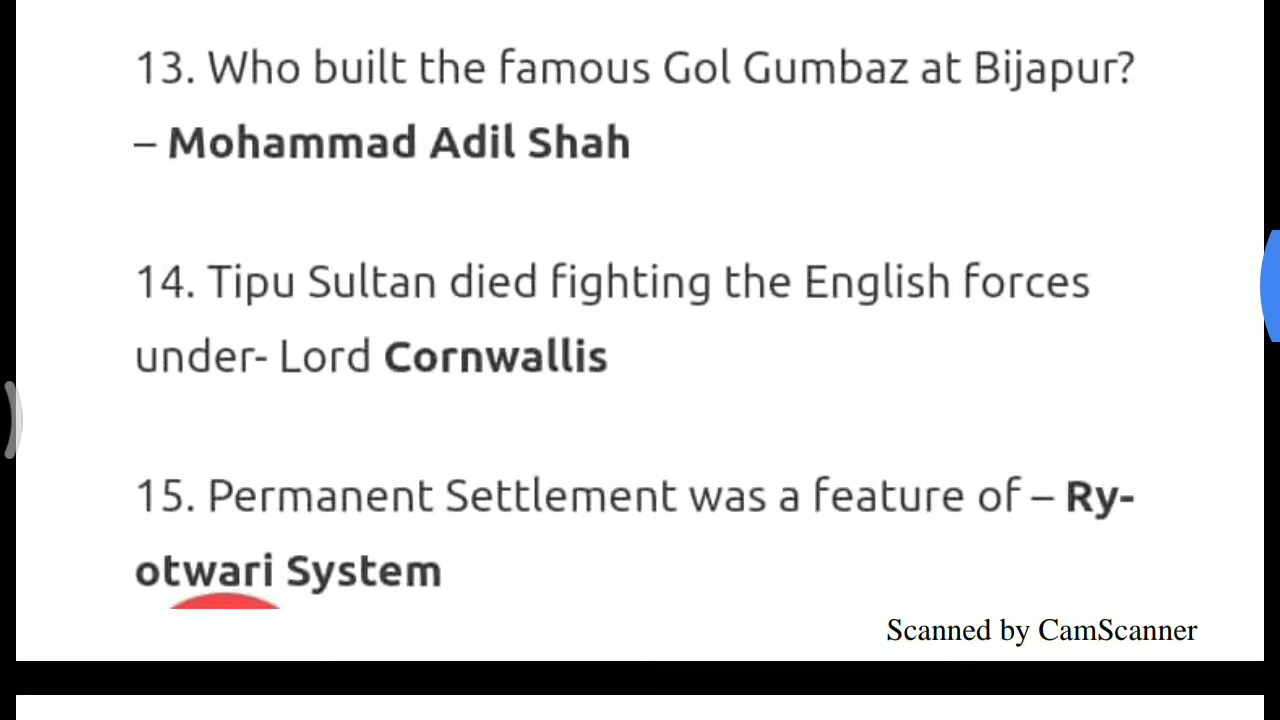 13. Who built the famous Gol Gumbaz at Bijapur?
– Mohammad Adil Shah
14. Tipu Sultan died fighting the English forces
under- Lord Cornwallis
15. Permanent Settlement was a feature of – Ry-
otwari System
Scanned by CamScanner